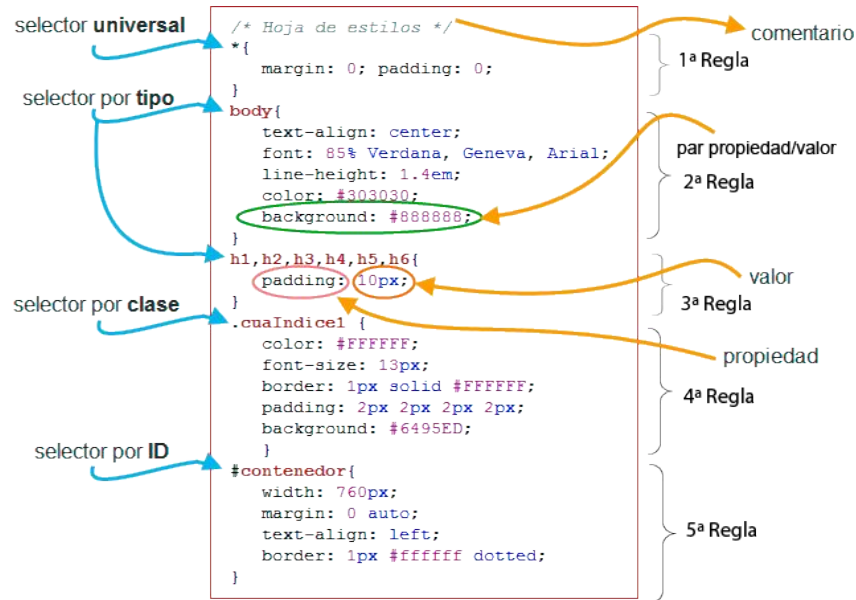 selector universal
/* Hoja de estilos */
comentario
*{
margin: 0; padding: 0;
1ª Regla
}
selector por tipo
body{
text-align: center;
font: 85% Verdana, Geneva, Arial;
par propiedad/valor
line-height: 1.4em;
2ª Regla
color: #303030;
background: #888888;
}
h1,h2,h3,h4,h5,h6{
padding: 10px;
valor
}
3ª Regla
selector por clase
.cuaIndice1 {
color: #FFFFFF;
propiedad
font-size: 13px;
border: 1px solid #FFFFFF;
4ª Regla
padding: 2px 2px 2px 2px;
background: #6495ED;
}
selector por ID
#contenedor{
width: 760px;
margin: 0 auto;
5ª Regla
text-align: left;
border: 1px #ffffff dotted;
}